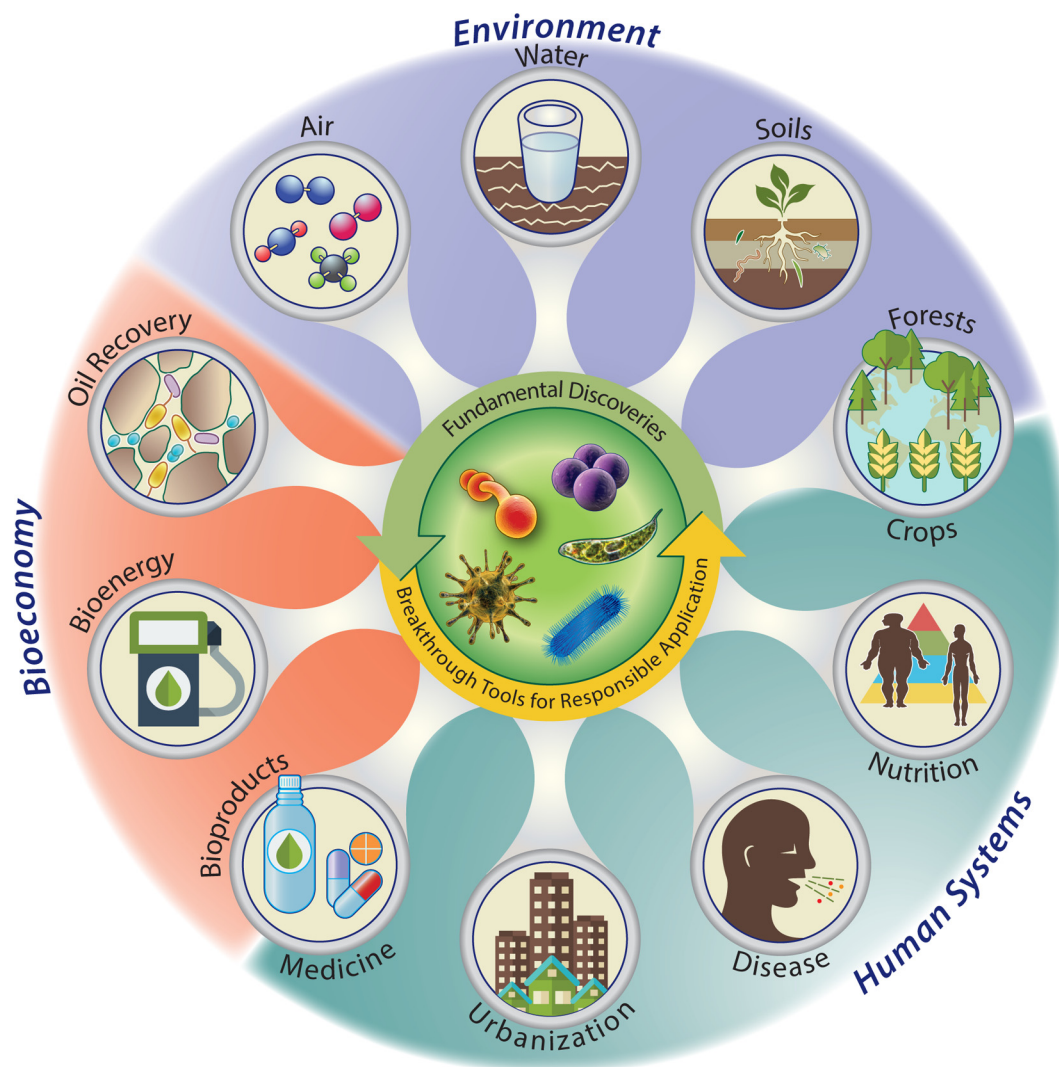 Environment
Water
Air
Soils
Forests
Crops
Oil Recovery
Bioeconomy
Bioenergy
Bioproducts
Medicine
Urbanization
Disease
Nutrition
Human Systems
Fundamental Discoveries
Breakthrough Tools for Responsible Application